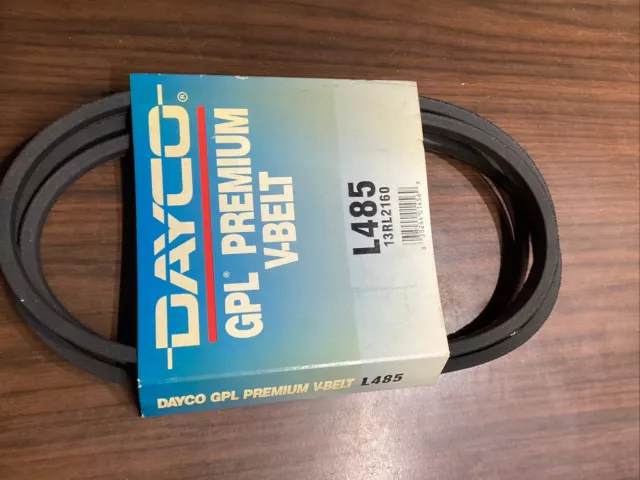 DAYCO®
GPL® PREMIUM
V-BELT
L485
13RL2160
DAYCO GPL PREMIUM V-BELT L485